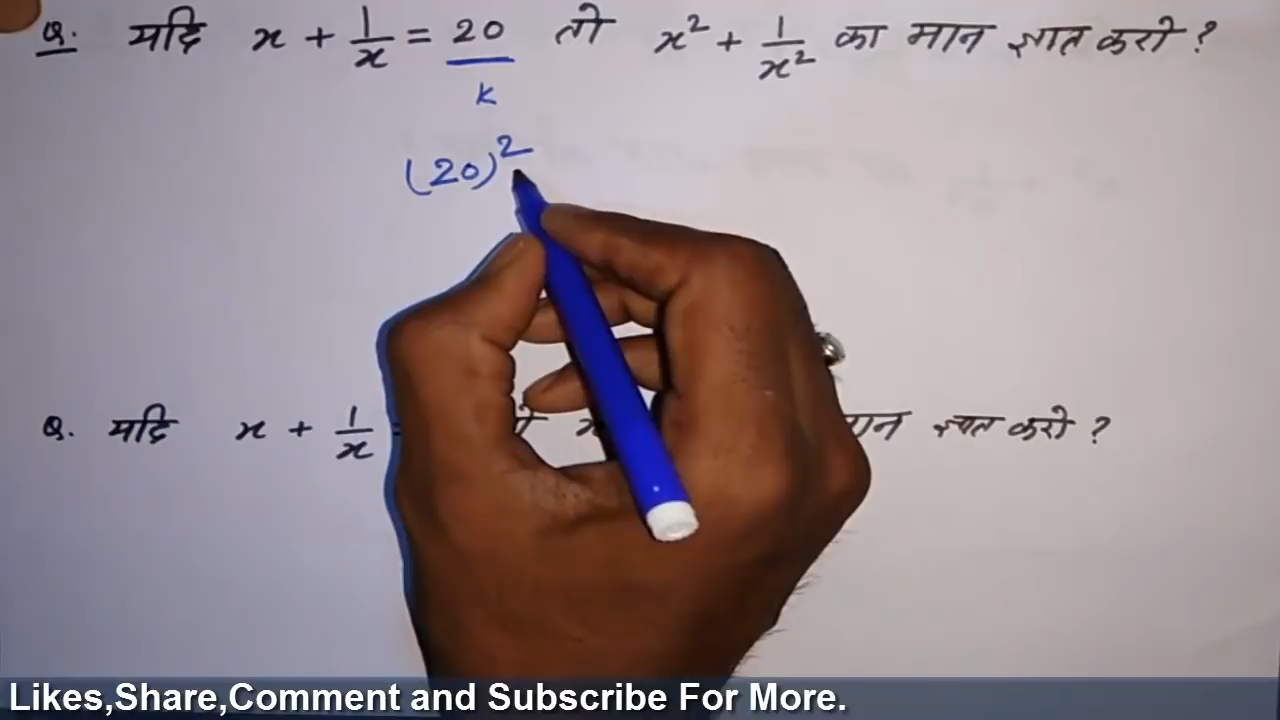 Q. यदि x + 1/x = 20 तो x² + 1/x² का मान ज्ञात करो ?
K
(20)²
Q. यदि x + 1/x ज्ञात करो ?
Likes,Share,Comment and Subscribe For More.